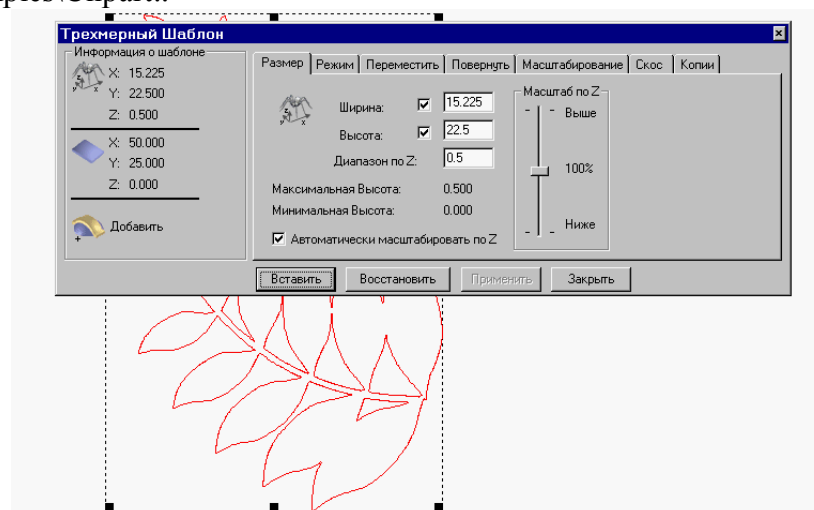 Трехмерный Шаблон
Информация о шаблоне
X: 15.225
Y: 22.500
Z: 0.500
X: 50.000
Y: 25.000
Z: 0.000
Добавить
Размер Режим Переместить Повернуть Масштабирование Скос Копии
Ширина: 15.225
Высота: 22.5
Диапазон по Z: 0.5
Максимальная Высота: 0.500
Минимальная Высота: 0.000
Автоматически масштабировать по Z
Масштаб по Z
Выше
100%
Ниже
Вставить Восстановить Применить Закрыть